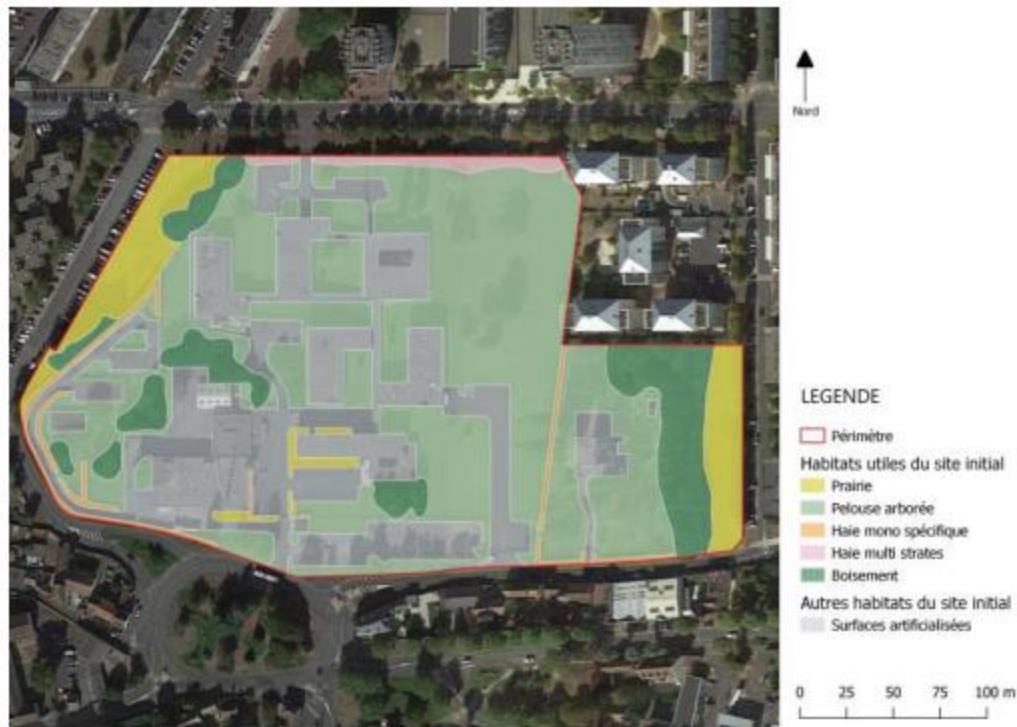 Nord
LEGENDE
Périmètre
Habitats utiles du site initial
Prairie
Pelouse arborée
Haie mono spécifique
Haie multi strates
Boisement
Autres habitats du site initial
Surfaces artificialisées
0 25 50 75 100 m